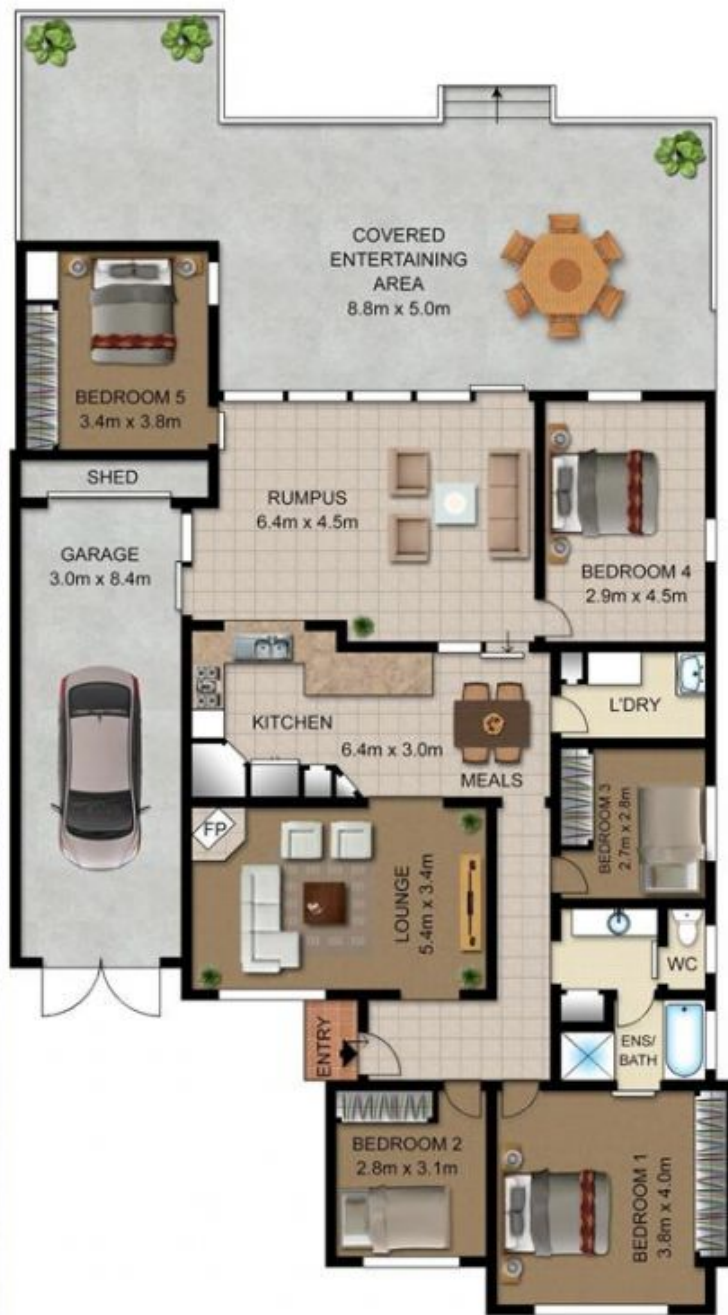 COVERED
ENTERTAINING
AREA
8.8m x 5.0m
BEDROOM 5
3.4m x 3.8m
SHED
RUMPUS
6.4m x 4.5m
GARAGE
3.0m x 8.4m
BEDROOM 4
2.9m x 4.5m
L'DRY
KITCHEN
6.4m x 3.0m
MEALS
BEDROOM 3
2.7m x 2.8m
FP
LOUNGE
5.4m x 3.4m
WC
ENTRY
ENS/
BATH
BEDROOM 2
2.8m x 3.1m
BEDROOM 1
3.8m x 4.0m